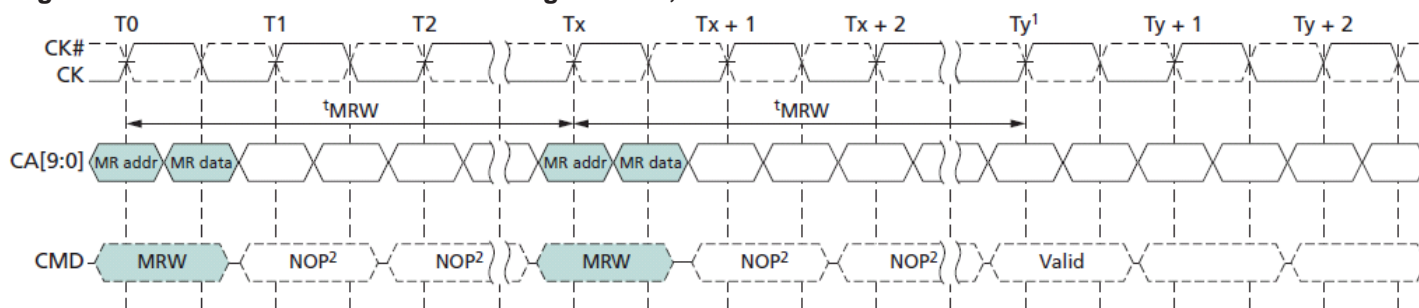 T0 T1 T2 Tx Tx + 1 Tx + 2 Ty¹ Ty + 1 Ty + 2
CK#
CK
tMRW tMRW
CA[9:0] MR addr MR data MR addr MR data
CMD MRW NOP² NOP² MRW NOP² NOP² Valid